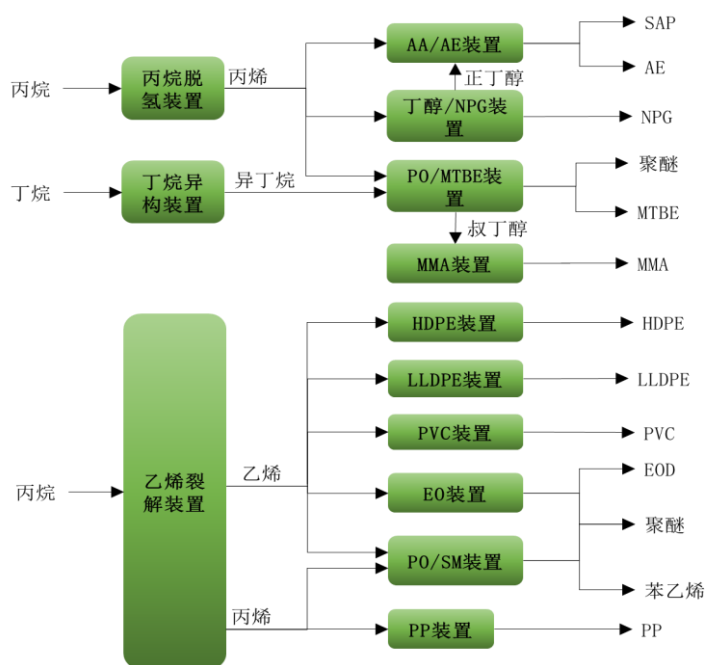 SAP
AA/AE装置
AE
正丁醇
丙烷
丙烷脱
氢装置
丙烯
丁醇/NPG装
置
NPG
聚醚
丁烷
丁烷异
构装置
异丁烷
PO/MTBE装
置
MTBE
叔丁醇
MMA装置
MMA
HDPE装置
HDPE
LLDPE装置
LLDPE
PVC装置
PVC
丙烷
乙烯裂
解装置
乙烯
EO装置
EOD
聚醚
PO/SM装置
苯乙烯
丙烯
PP装置
PP